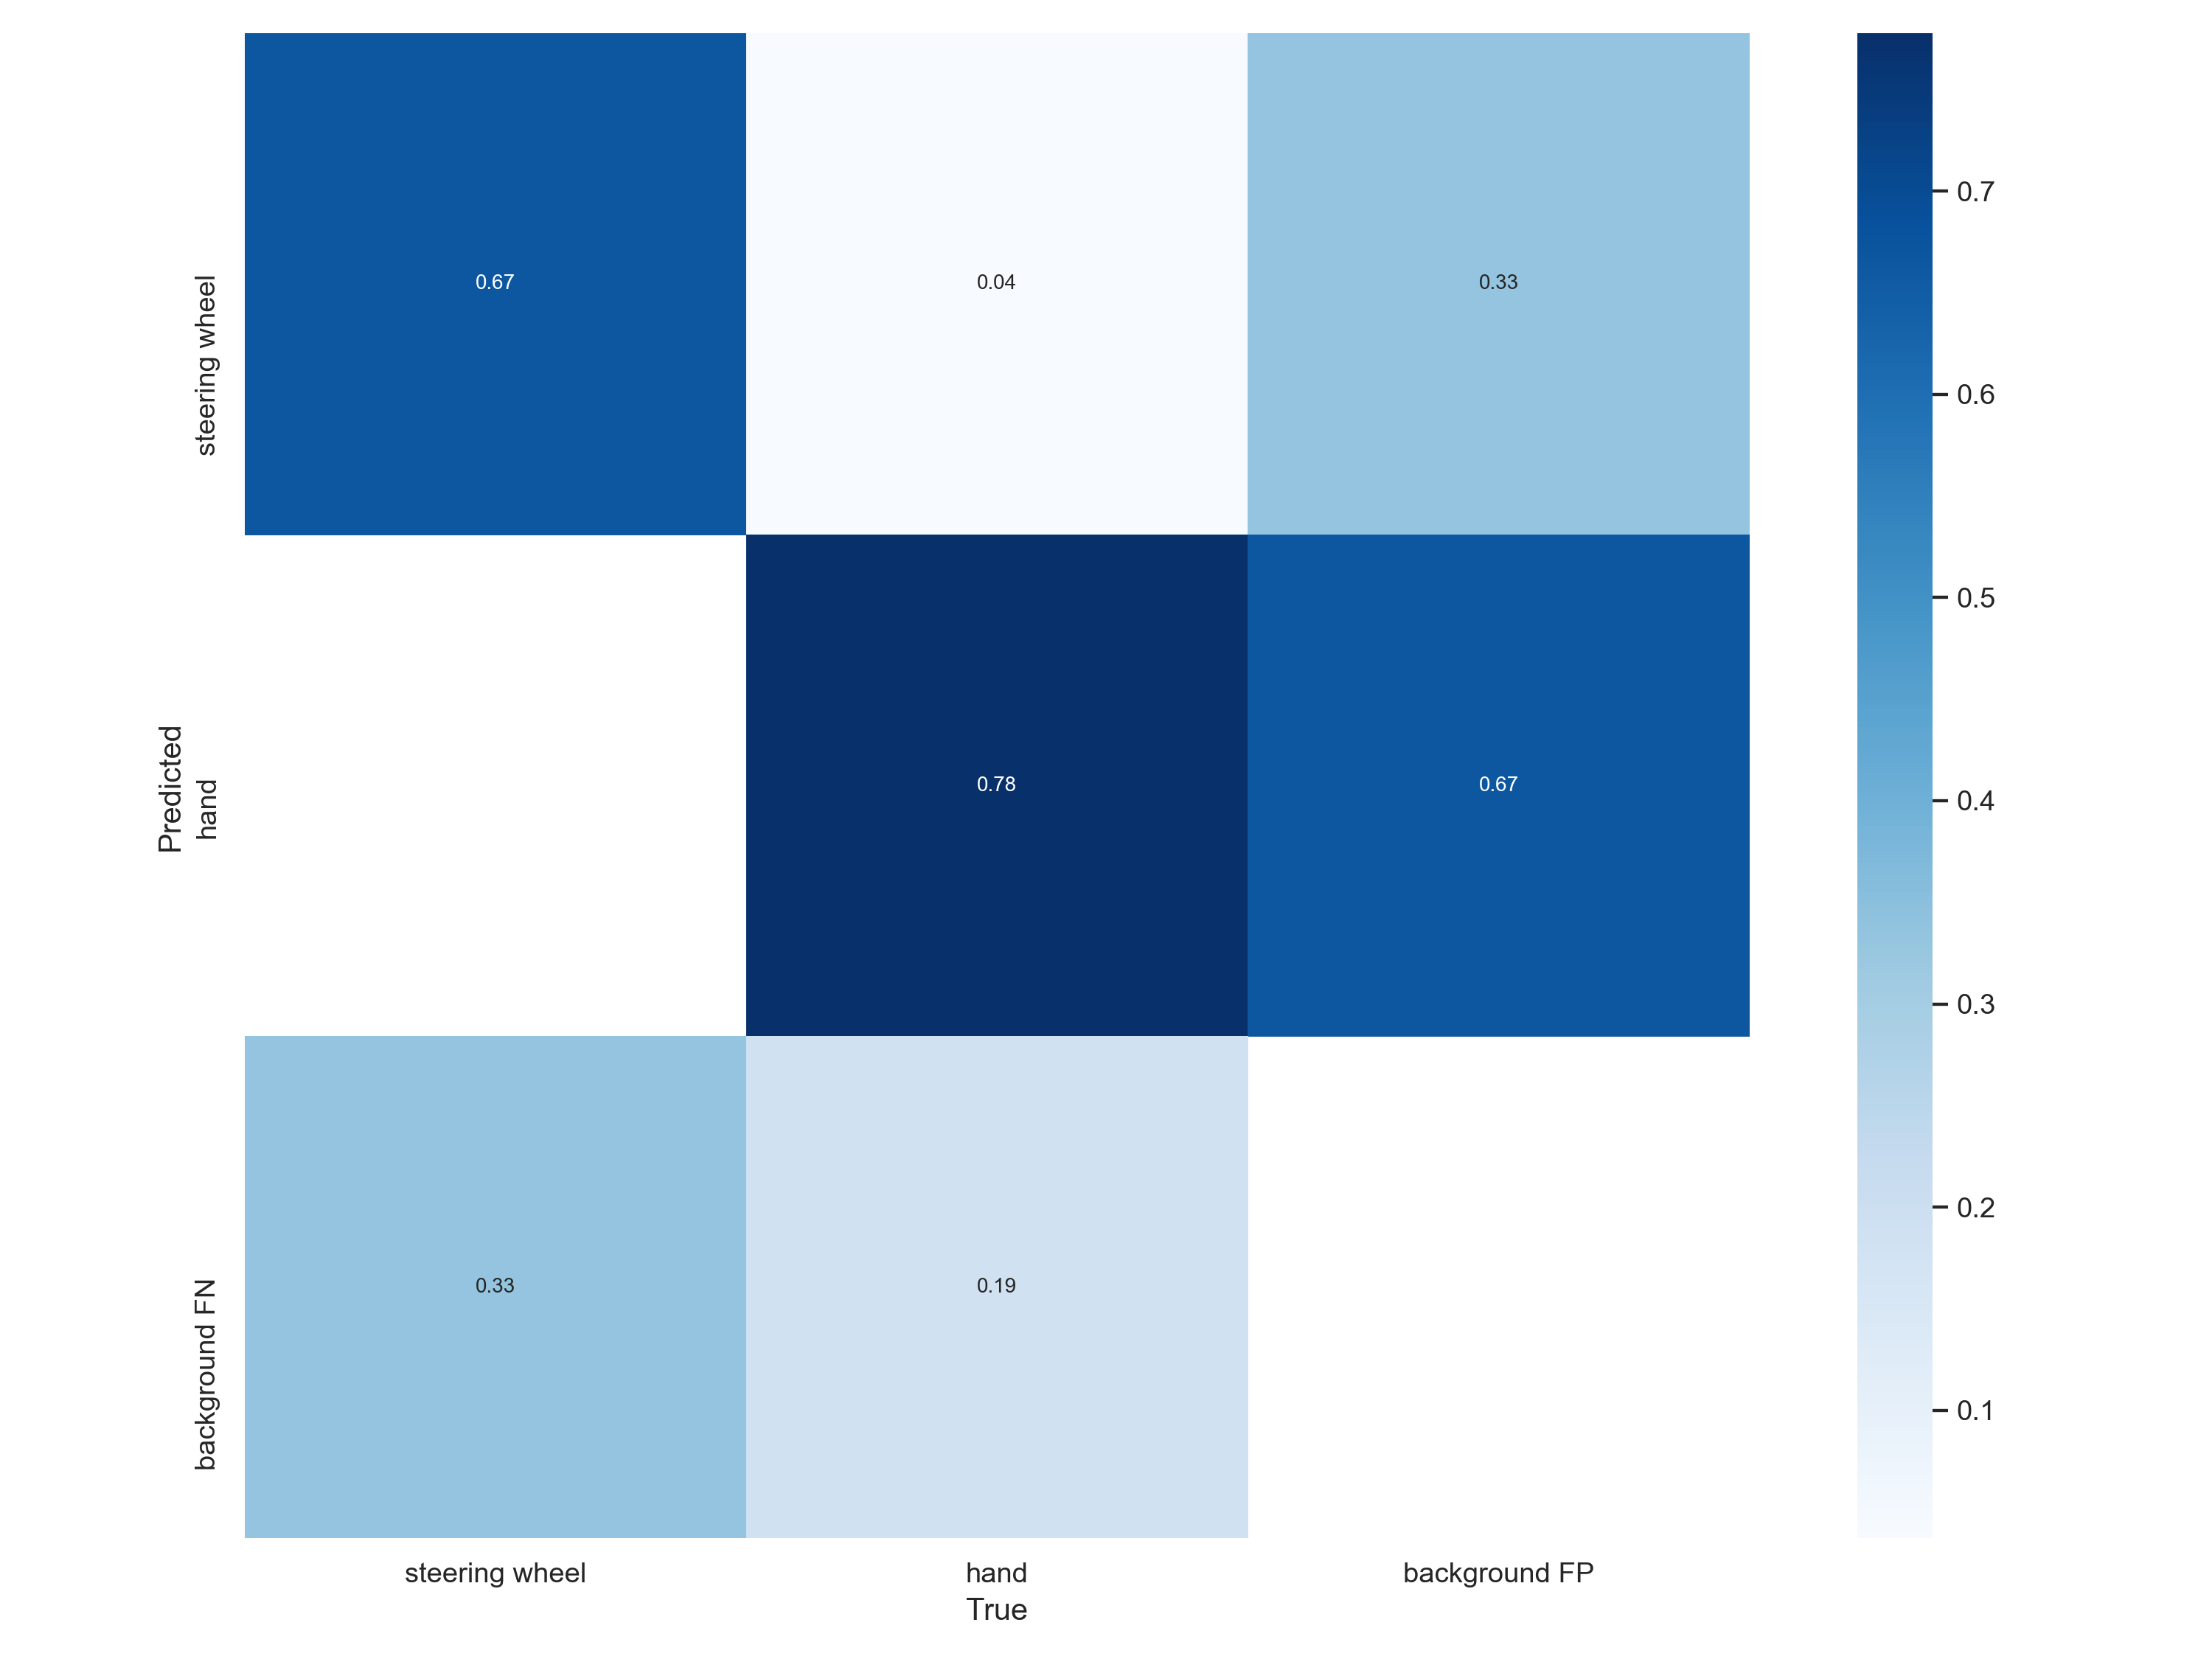 steering wheel
0.67
0.04
0.33
Predicted
hand
0.78
0.67
background FN
0.33
0.19
steering wheel
hand
background FP
True
0.7
0.6
0.5
0.4
0.3
0.2
0.1